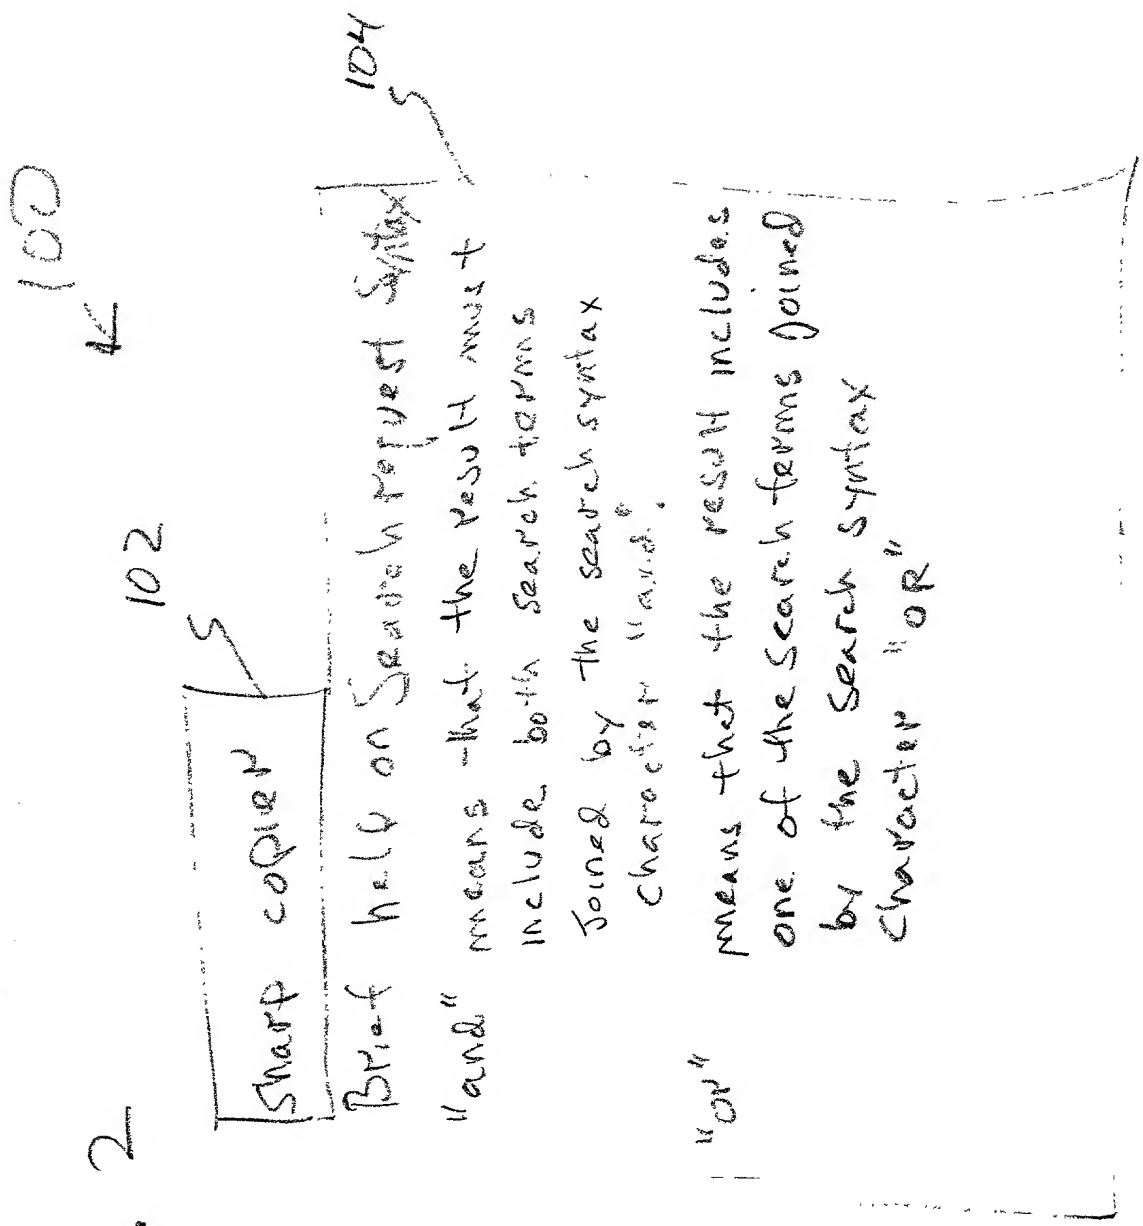 2
100
102
Sharp copier
104
Brief help on Search request Syntax
"and" means that the result must
include both search terms
Joined by the search syntax
character "and".
"or" means that the result includes
one of the search terms joined
by the search syntax
Character "OR"